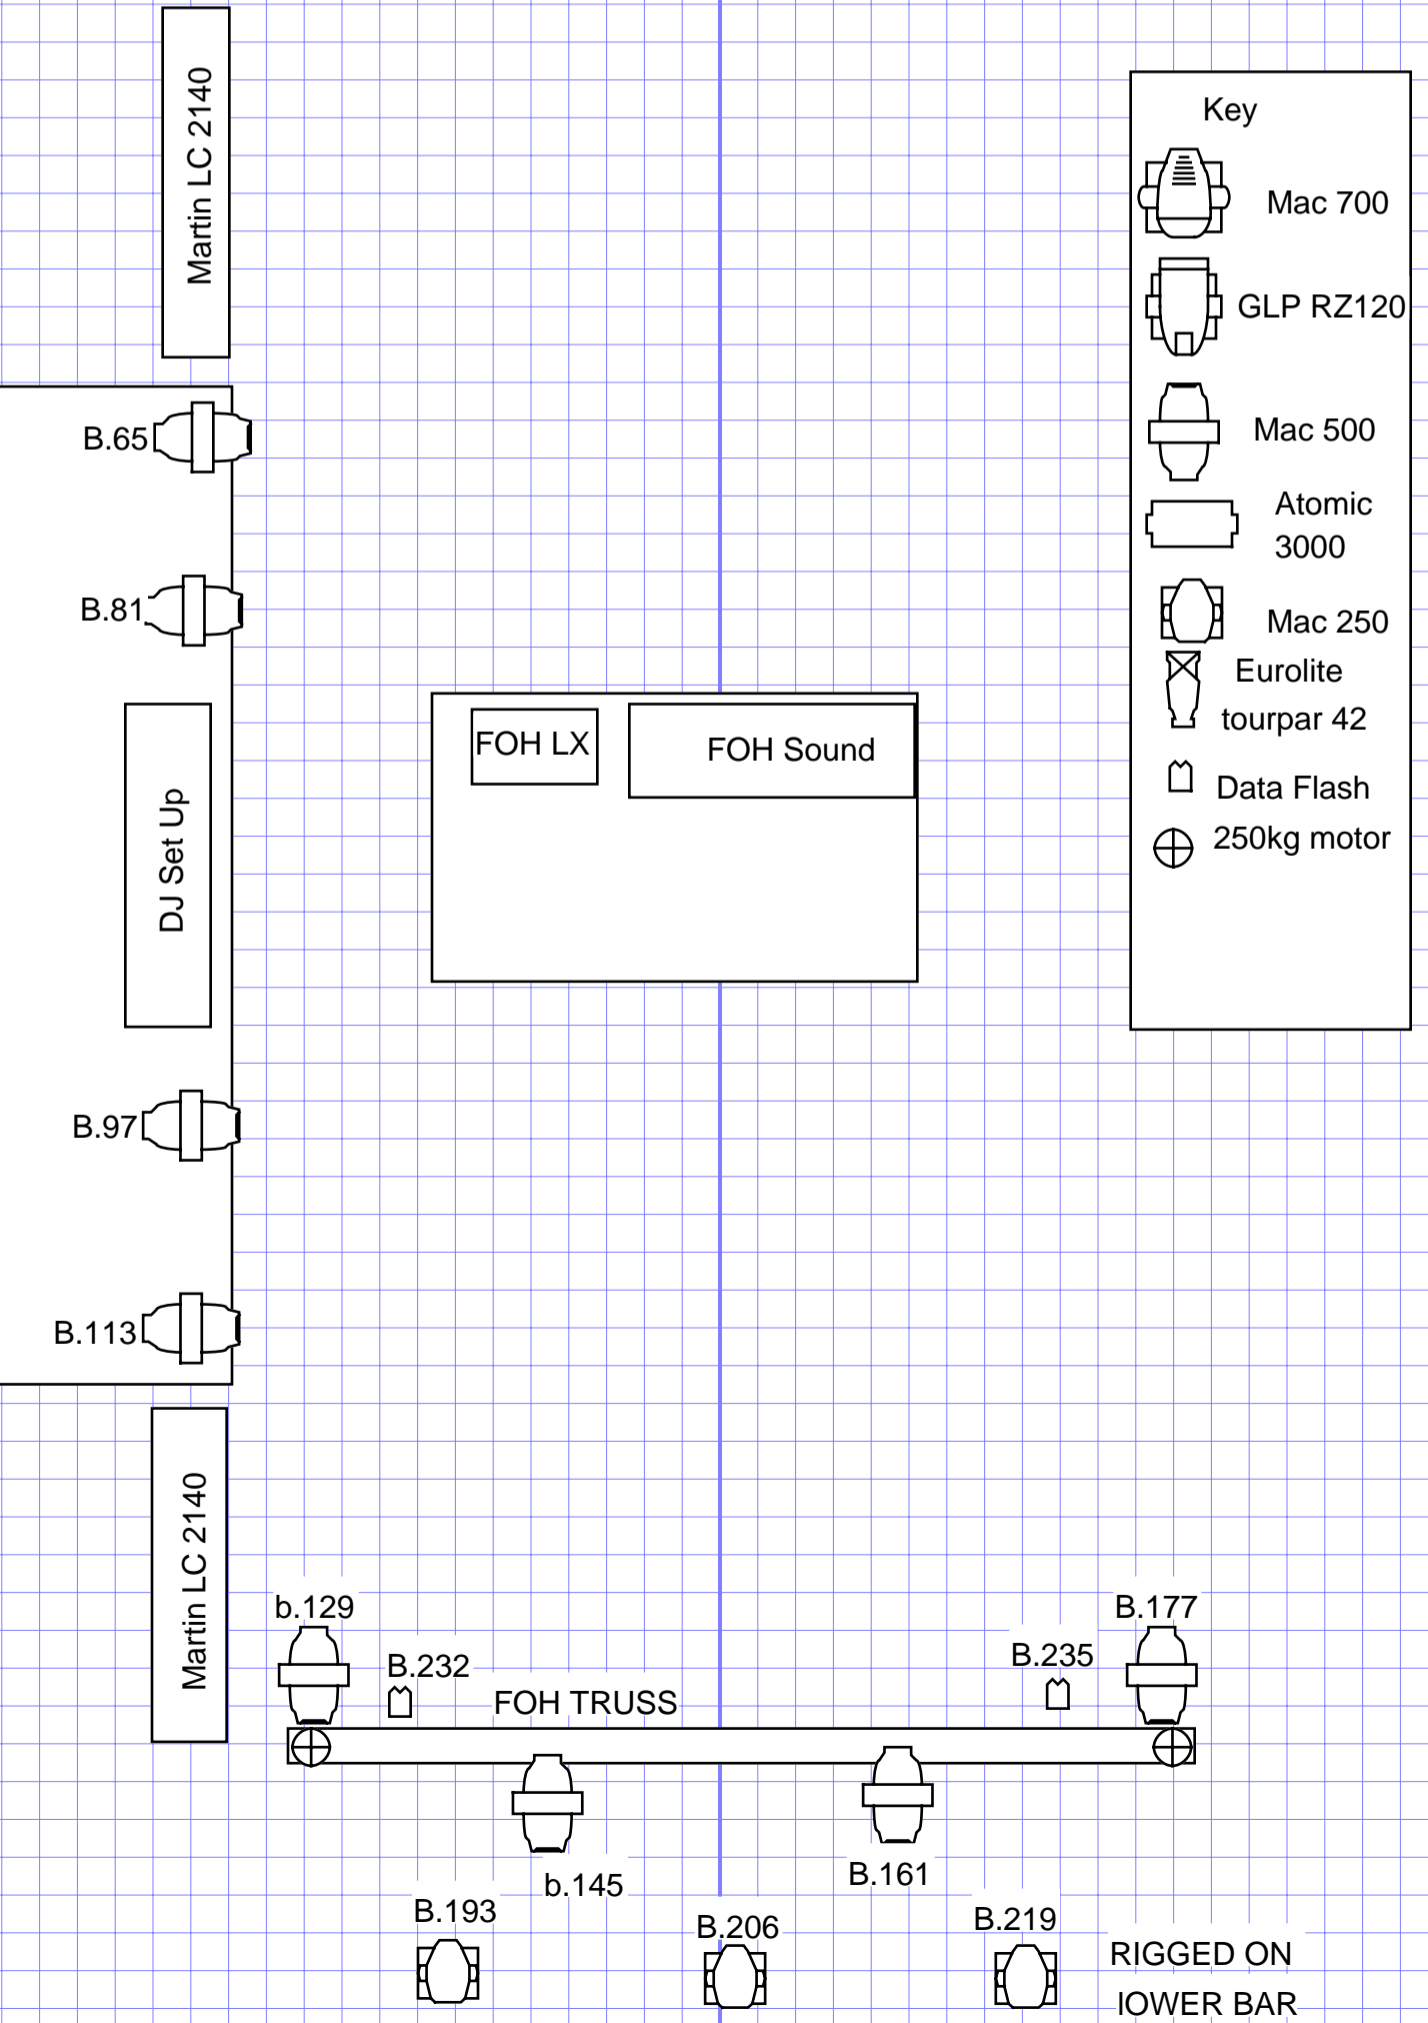 Martin LC 2140
Key
Mac 700
GLP RZ120
Mac 500
Atomic
3000
Mac 250
Eurolite
tourpar 42
Data Flash
250kg motor
B.65
B.81
FOH LX
FOH Sound
DJ Set Up
B.97
B.113
Martin LC 2140
b.129
B.177
B.232
B.235
FOH TRUSS
b.145
B.161
B.193
B.206
B.219
RIGGED ON
lOWER BAR